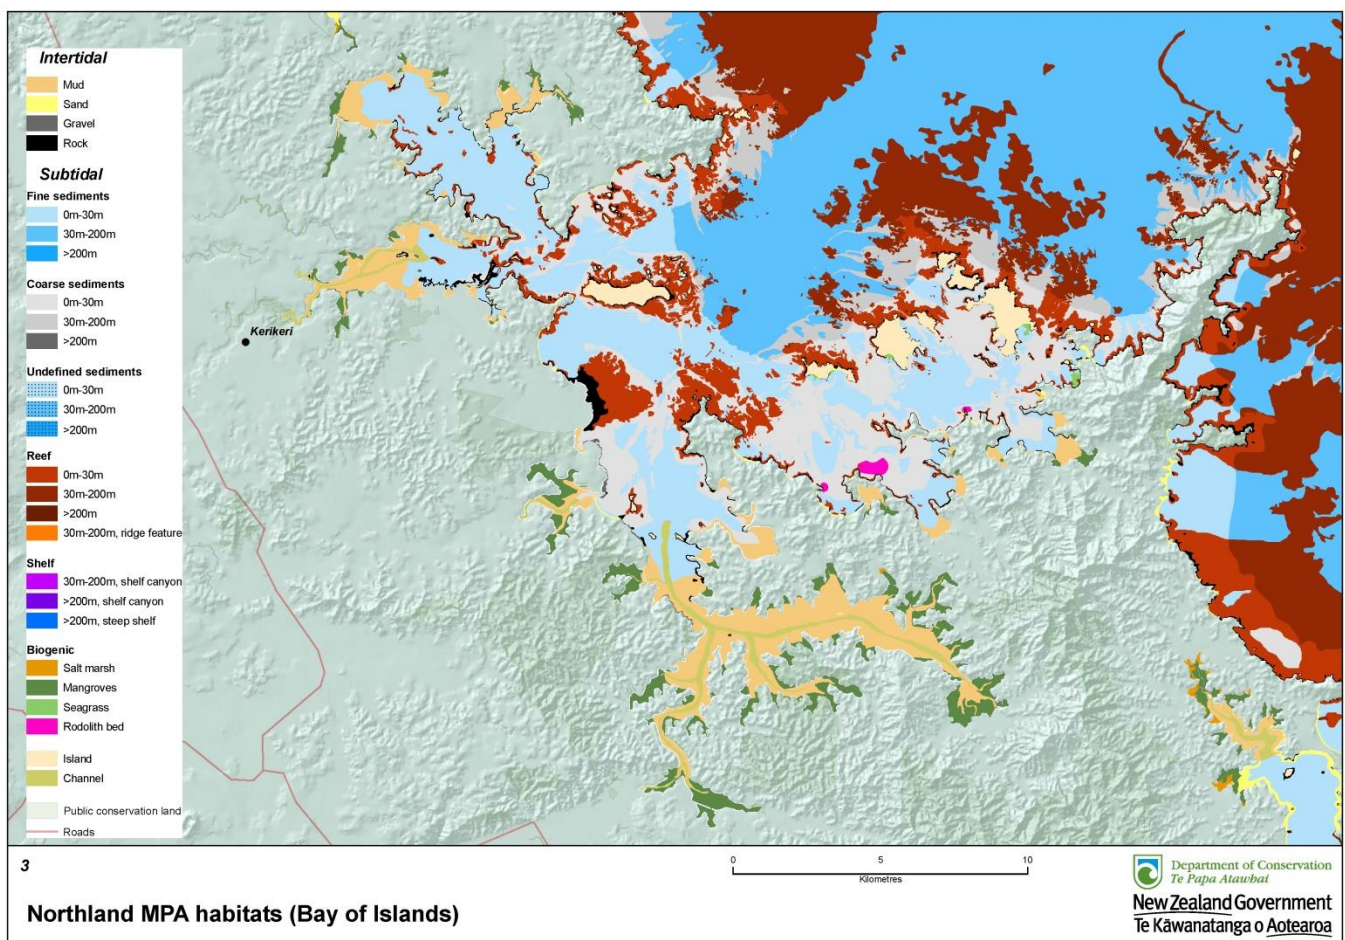 Intertidal
Mud
Sand
Gravel
Rock
Subtidal
Fine sediments
0m-30m
30m-200m
>200m
Coarse sediments
0m-30m
30m-200m
>200m
Undefined sediments
0m-30m
30m-200m
>200m
Reef
0m-30m
30m-200m
>200m
30m-200m, ridge feature
Shelf
30m-200m, shelf canyon
>200m, shelf canyon
>200m, steep shelf
Biogenic
Salt marsh
Mangroves
Seagrass
Rodolith bed
Island
Channel
Public conservation land
Roads
Kerikeri
3
Northland MPA habitats (Bay of Islands)
0 5 10
Kilometres
Department of Conservation
Te Papa Atawhai
New Zealand Government
Te Kāwanatanga o Aotearoa